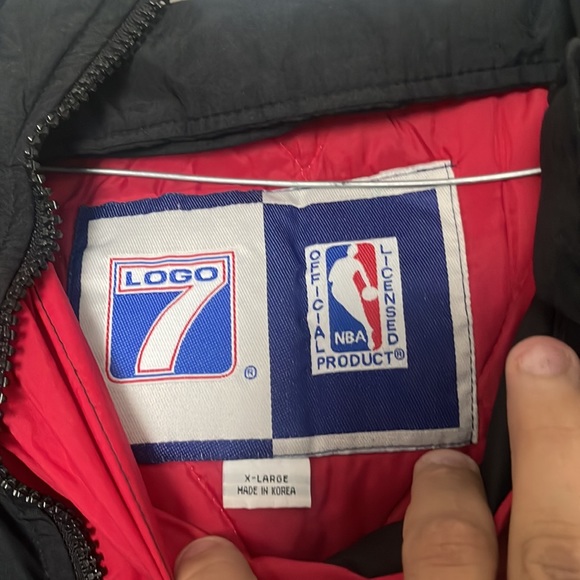 LOGO
7
®
OFFICIAL
LICENSED
NBA
PRODUCT®
X-LARGE
MADE IN KOREA